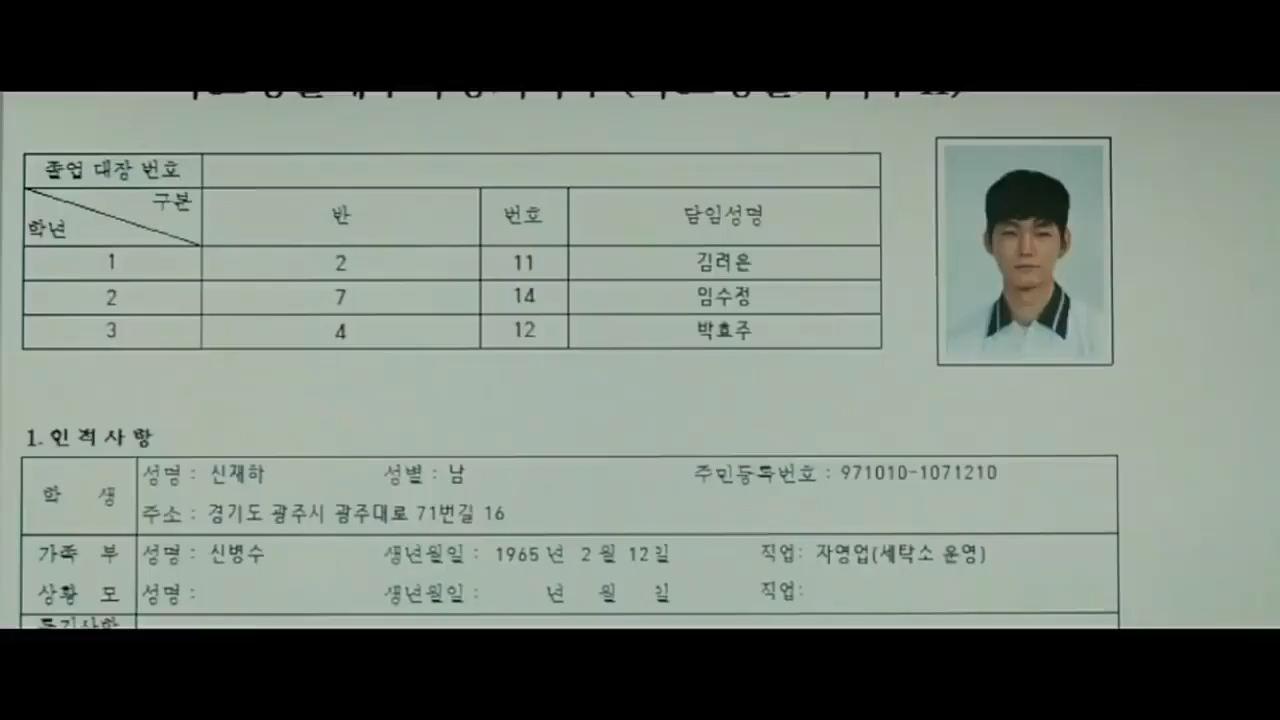 졸업 대장 번호
구분
학년 반 번호 담임성명
1 2 11 김려은
2 7 14 임수정
3 4 12 박효주
1. 인적사항
학 생 성명 : 신재하 성별 : 남 주민등록번호 : 971010-1071210
주소 : 경기도 광주시 광주대로 71번길 16
가족 부 성명 : 신병수 생년월일 : 1965 년 2 월 12 일 직업: 자영업(세탁소 운영)
상황 모 성명 : 생년월일 : 년 월 일 직업:
특기사항